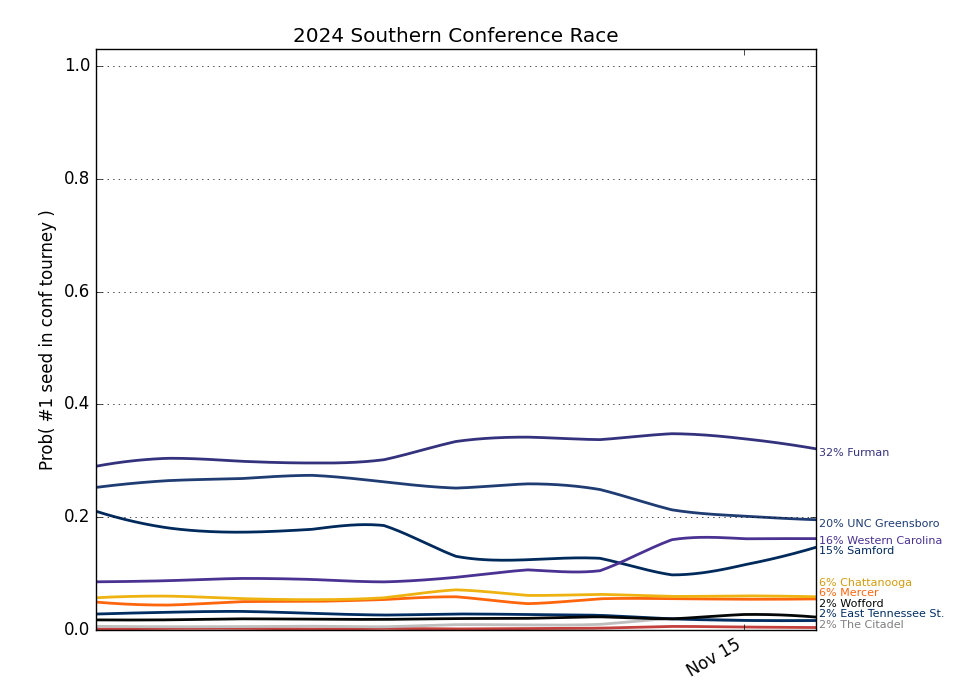 2024 Southern Conference Race
Prob( #1 seed in conf tourney )
1.0
0.8
0.6
0.4
0.2
0.0
32% Furman
20% UNC Greensboro
16% Western Carolina
15% Samford
6% Chattanooga
6% Mercer
2% Wofford
2% East Tennessee St.
2% The Citadel
Nov 15